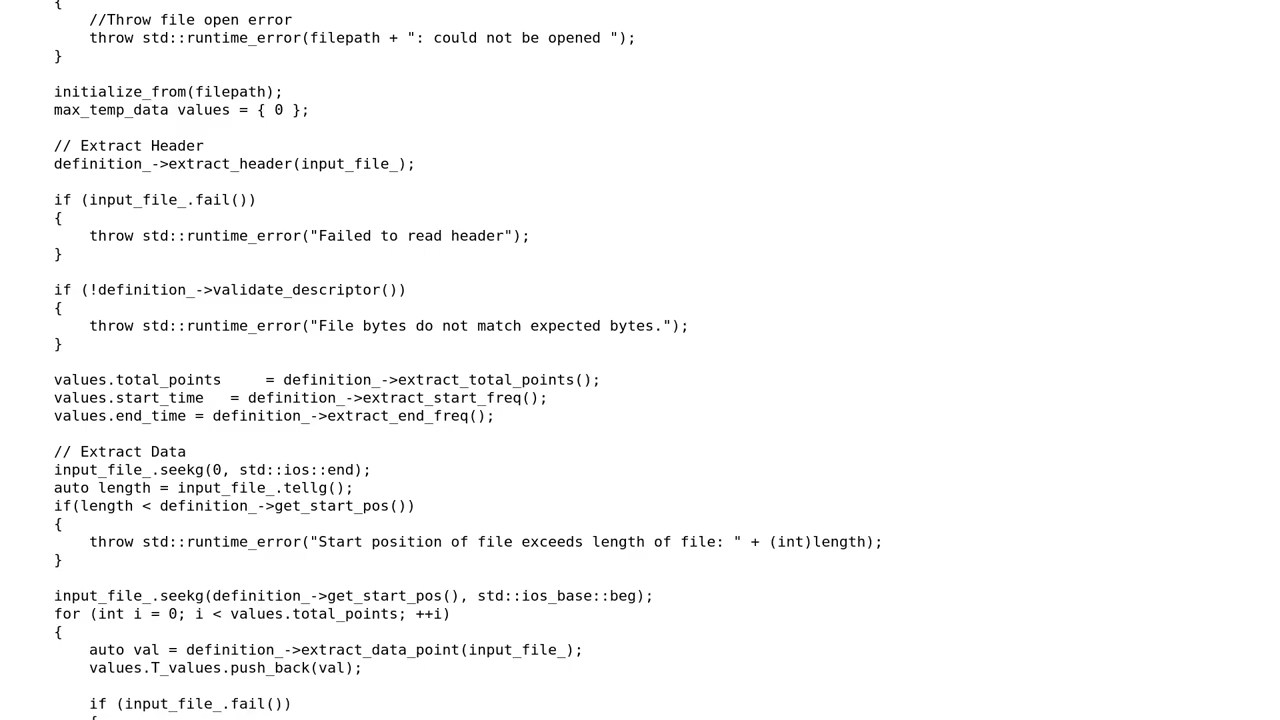 {
    //Throw file open error
    throw std::runtime_error(filepath + ": could not be opened ");
}

initialize_from(filepath);
max_temp_data values = { 0 };

// Extract Header
definition_->extract_header(input_file_);

if (input_file_.fail())
{
    throw std::runtime_error("Failed to read header");
}

if (!definition_->validate_descriptor())
{
    throw std::runtime_error("File bytes do not match expected bytes.");
}

values.total_points     = definition_->extract_total_points();
values.start_time   = definition_->extract_start_freq();
values.end_time = definition_->extract_end_freq();

// Extract Data
input_file_.seekg(0, std::ios::end);
auto length = input_file_.tellg();
if(length < definition_->get_start_pos())
{
    throw std::runtime_error("Start position of file exceeds length of file: " + (int)length);
}

input_file_.seekg(definition_->get_start_pos(), std::ios_base::beg);
for (int i = 0; i < values.total_points; ++i)
{
    auto val = definition_->extract_data_point(input_file_);
    values.T_values.push_back(val);

    if (input_file_.fail())
    {